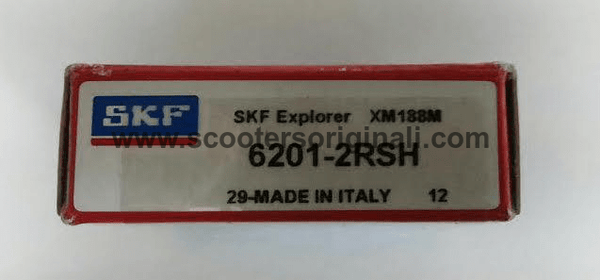 SKF
SKF Explorer XM188M
www.scootersoriginali.com
6201-2RSH
29-MADE IN ITALY 12